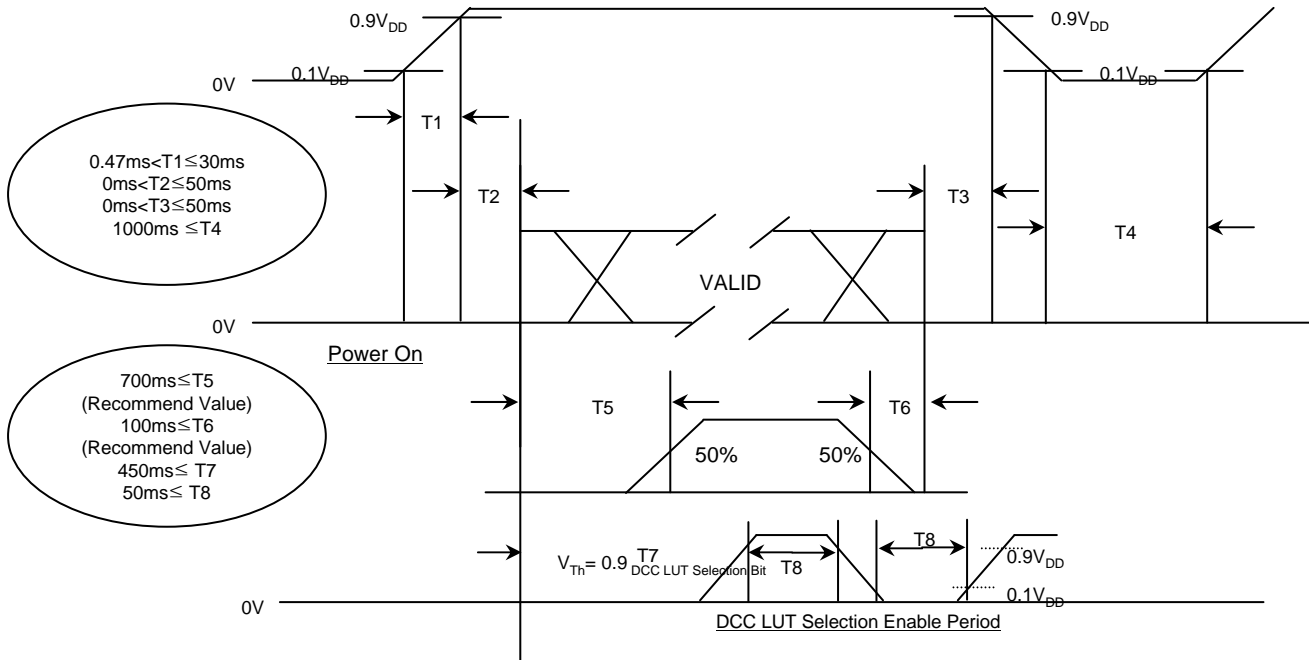 0.9VDD
0.9VDD
0.1VDD
0.1VDD
0V
T1
0.47ms<T1≦30ms
0ms<T2≦50ms
0ms<T3≦50ms
1000ms ≦T4
T2
T3
T4
VALID
0V
Power On
700ms≦T5
(Recommend Value)
100ms≦T6
(Recommend Value)
450ms≦ T7
50ms≦ T8
T5
T6
50%
50%
T7
T8
T8
VTh= 0.9 DCC LUT Selection Bit
0.9VDD
0.1VDD
0V
DCC LUT Selection Enable Period